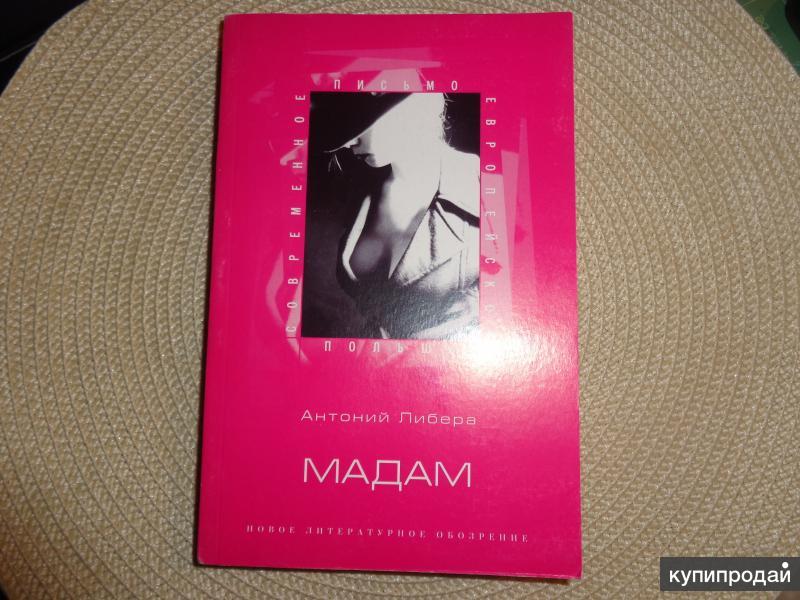 СОВРЕМЕННОЕ
ПИСЬМО
ЕВРОПЕЙСКО
ПОЛЬШ
Антоний Либера
МАДАМ
НОВОЕ ЛИТЕРАТУРНОЕ ОБОЗРЕНИЕ
купипродай